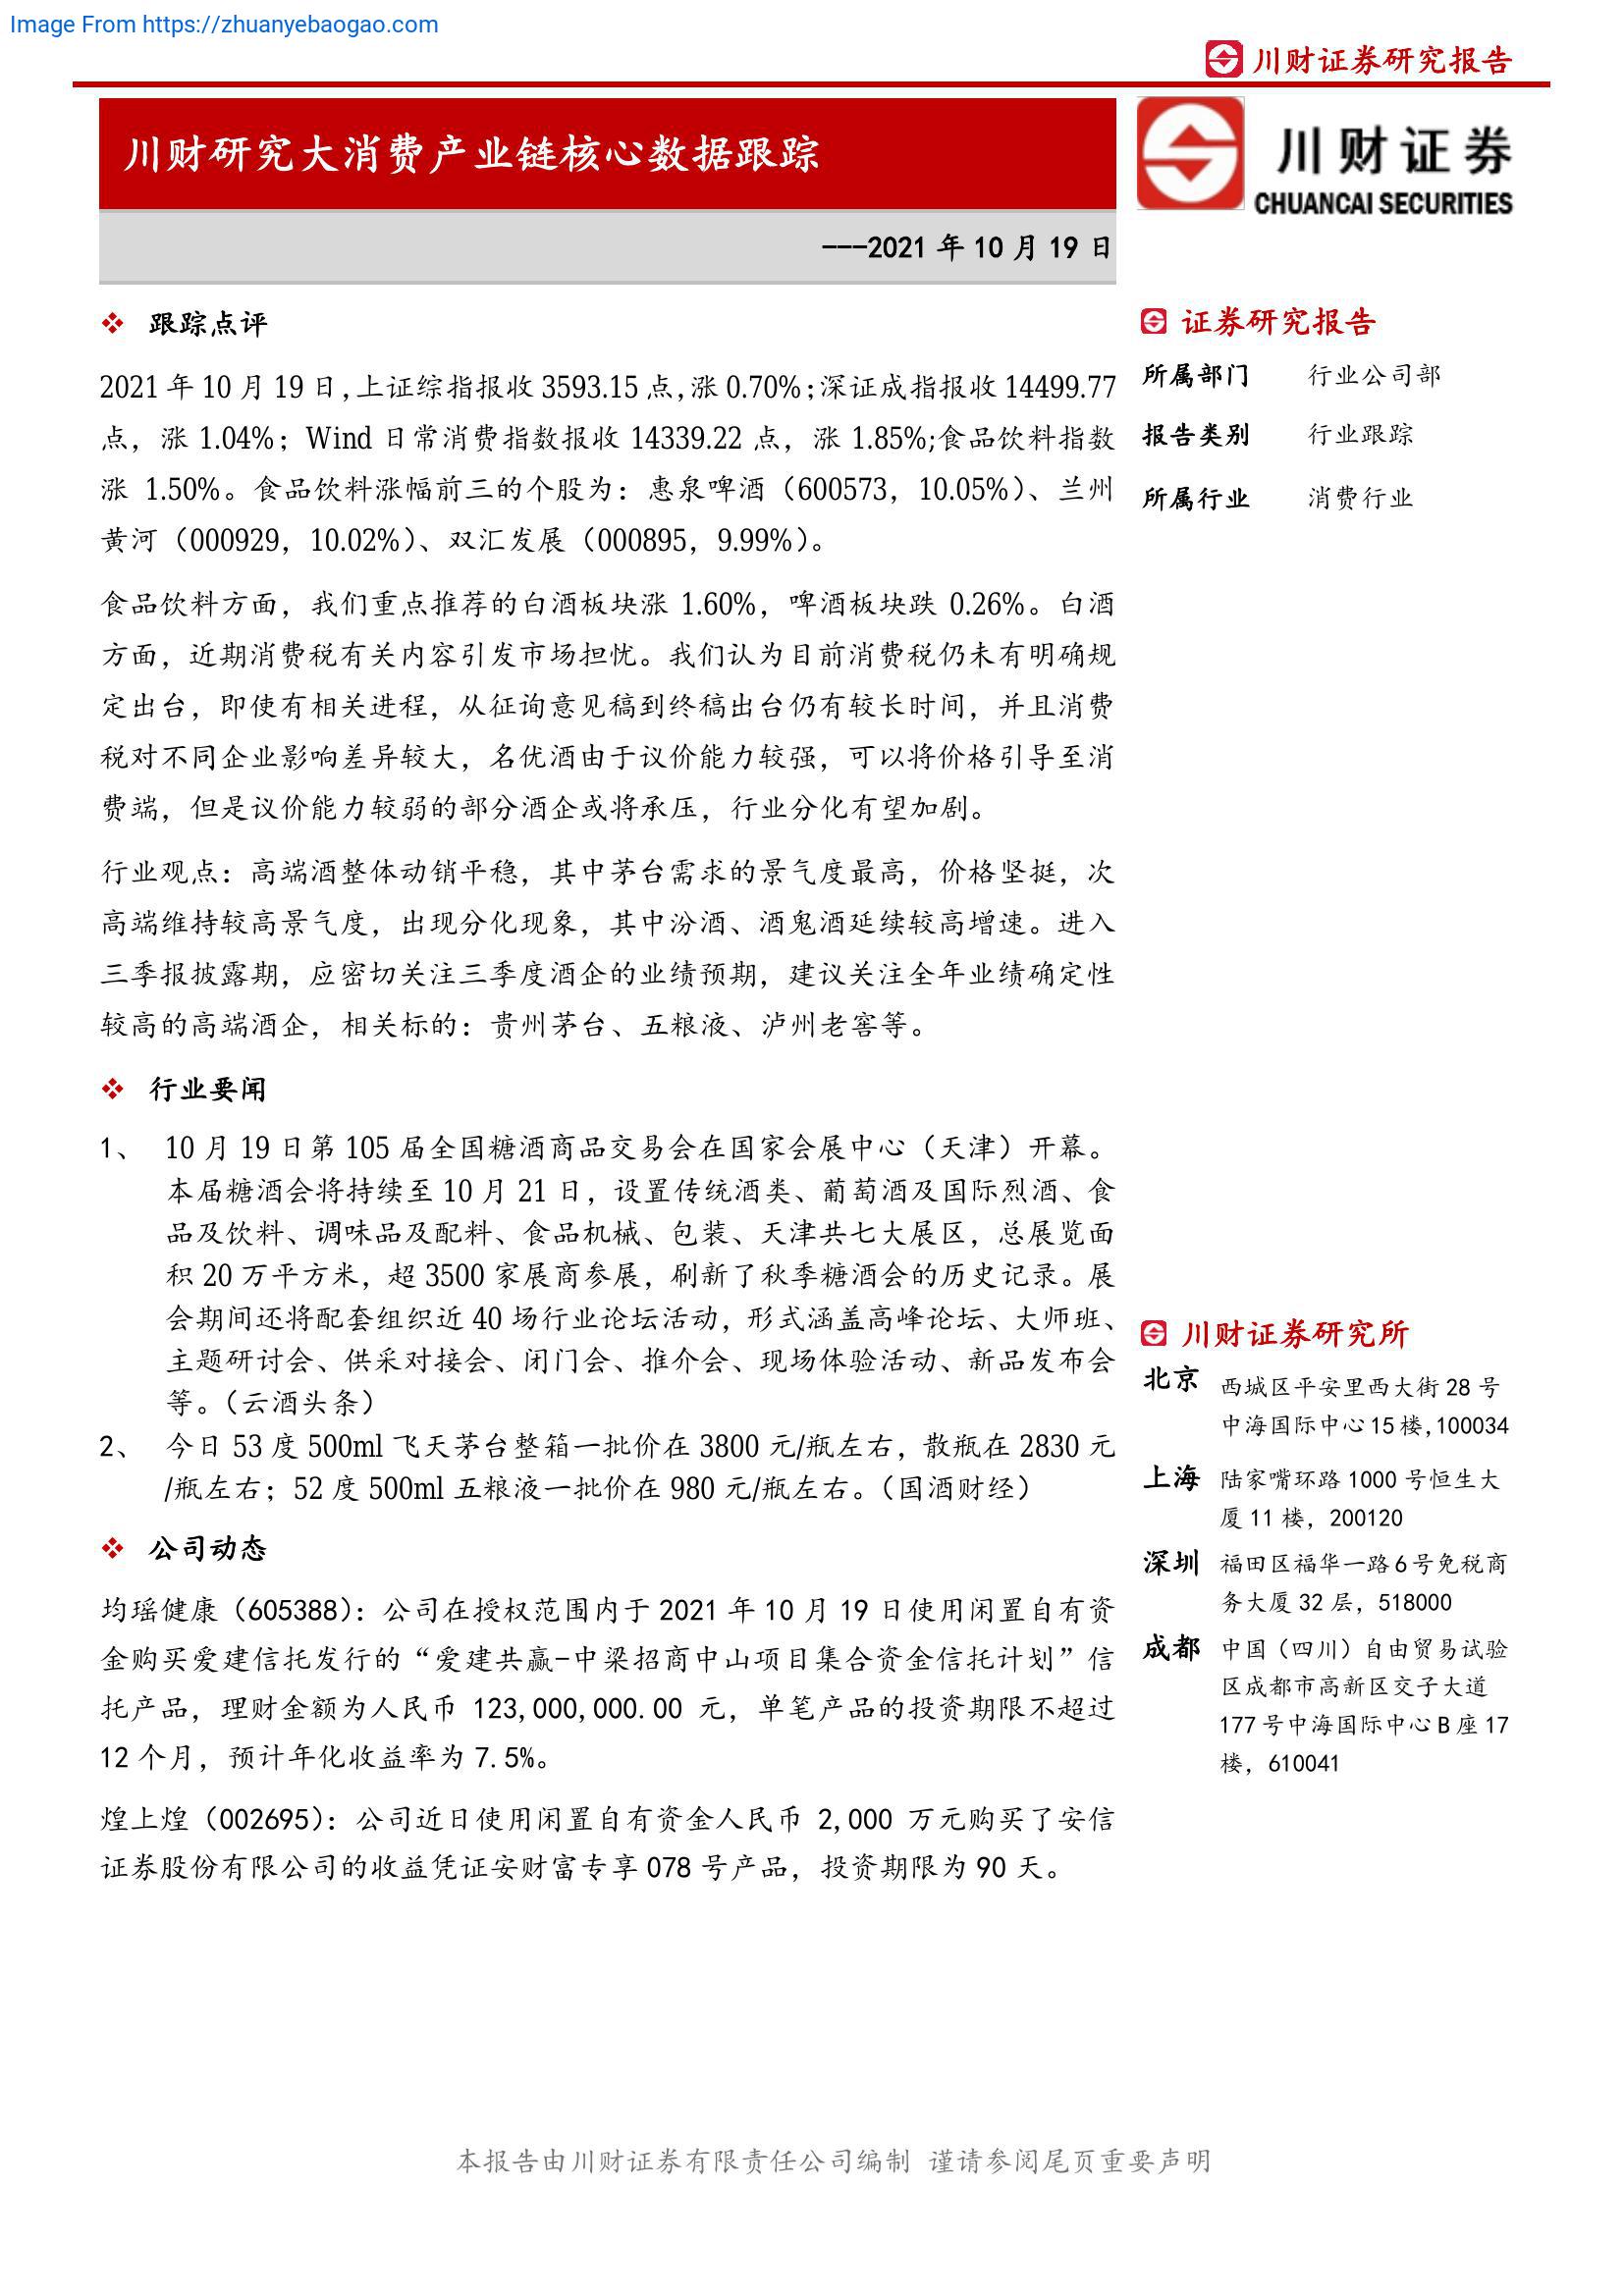 Image From https://zhuanyebaogao.com
川财证券研究报告
川财研究大消费产业链核心数据跟踪
川财证券
CHUANCAI SECURITIES
---2021 年 10 月 19 日
跟踪点评
2021 年 10 月 19 日,上证综指报收 3593.15 点,涨 0.70%;深证成指报收 14499.77
点，涨 1.04%；Wind 日常消费指数报收 14339.22 点，涨 1.85%;食品饮料指数
涨 1.50%。食品饮料涨幅前三的个股为：惠泉啤酒（600573，10.05%）、兰州
黄河（000929，10.02%）、双汇发展（000895，9.99%）。
食品饮料方面，我们重点推荐的白酒板块涨 1.60%，啤酒板块跌 0.26%。白酒
方面，近期消费税有关内容引发市场担忧。我们认为目前消费税仍未有明确规
定出台，即使有相关进程，从征询意见稿到终稿出台仍有较长时间，并且消费
税对不同企业影响差异较大，名优酒由于议价能力较强，可以将价格引导至消
费端，但是议价能力较弱的部分酒企或将承压，行业分化有望加剧。
行业观点：高端酒整体动销平稳，其中茅台需求的景气度最高，价格坚挺，次
高端维持较高景气度，出现分化现象，其中汾酒、酒鬼酒延续较高增速。进入
三季报披露期，应密切关注三季度酒企的业绩预期，建议关注全年业绩确定性
较高的高端酒企，相关标的：贵州茅台、五粮液、泸州老窖等。
行业要闻
1、 10 月 19 日第 105 届全国糖酒商品交易会在国家会展中心（天津）开幕。
本届糖酒会将持续至 10 月 21 日，设置传统酒类、葡萄酒及国际烈酒、食
品及饮料、调味品及配料、食品机械、包装、天津共七大展区，总展览面
积 20 万平方米，超 3500 家展商参展，刷新了秋季糖酒会的历史记录。展
会期间还将配套组织近 40 场行业论坛活动，形式涵盖高峰论坛、大师班、
主题研讨会、供采对接会、闭门会、推介会、现场体验活动、新品发布会
等。（云酒头条）
2、 今日 53 度 500ml 飞天茅台整箱一批价在 3800 元/瓶左右，散瓶在 2830 元
/瓶左右；52 度 500ml 五粮液一批价在 980 元/瓶左右。（国酒财经）
公司动态
均瑶健康（605388）：公司在授权范围内于 2021 年 10 月 19 日使用闲置自有资
金购买爱建信托发行的“爱建共赢-中梁招商中山项目集合资金信托计划”信
托产品，理财金额为人民币 123,000,000.00 元，单笔产品的投资期限不超过
12 个月，预计年化收益率为 7.5%。
煌上煌（002695）：公司近日使用闲置自有资金人民币 2,000 万元购买了安信
证券股份有限公司的收益凭证安财富专享 078 号产品，投资期限为 90 天。
证券研究报告
所属部门 行业公司部
报告类别 行业跟踪
所属行业 消费行业
川财证券研究所
北京 西城区平安里西大街 28 号
中海国际中心 15 楼,100034
上海 陆家嘴环路 1000 号恒生大
厦 11 楼，200120
深圳 福田区福华一路 6 号免税商
务大厦 32 层，518000
成都 中国（四川）自由贸易试验
区成都市高新区交子大道
177 号中海国际中心 B 座 17
楼，610041
本报告由川财证券有限责任公司编制 谨请参阅尾页重要声明